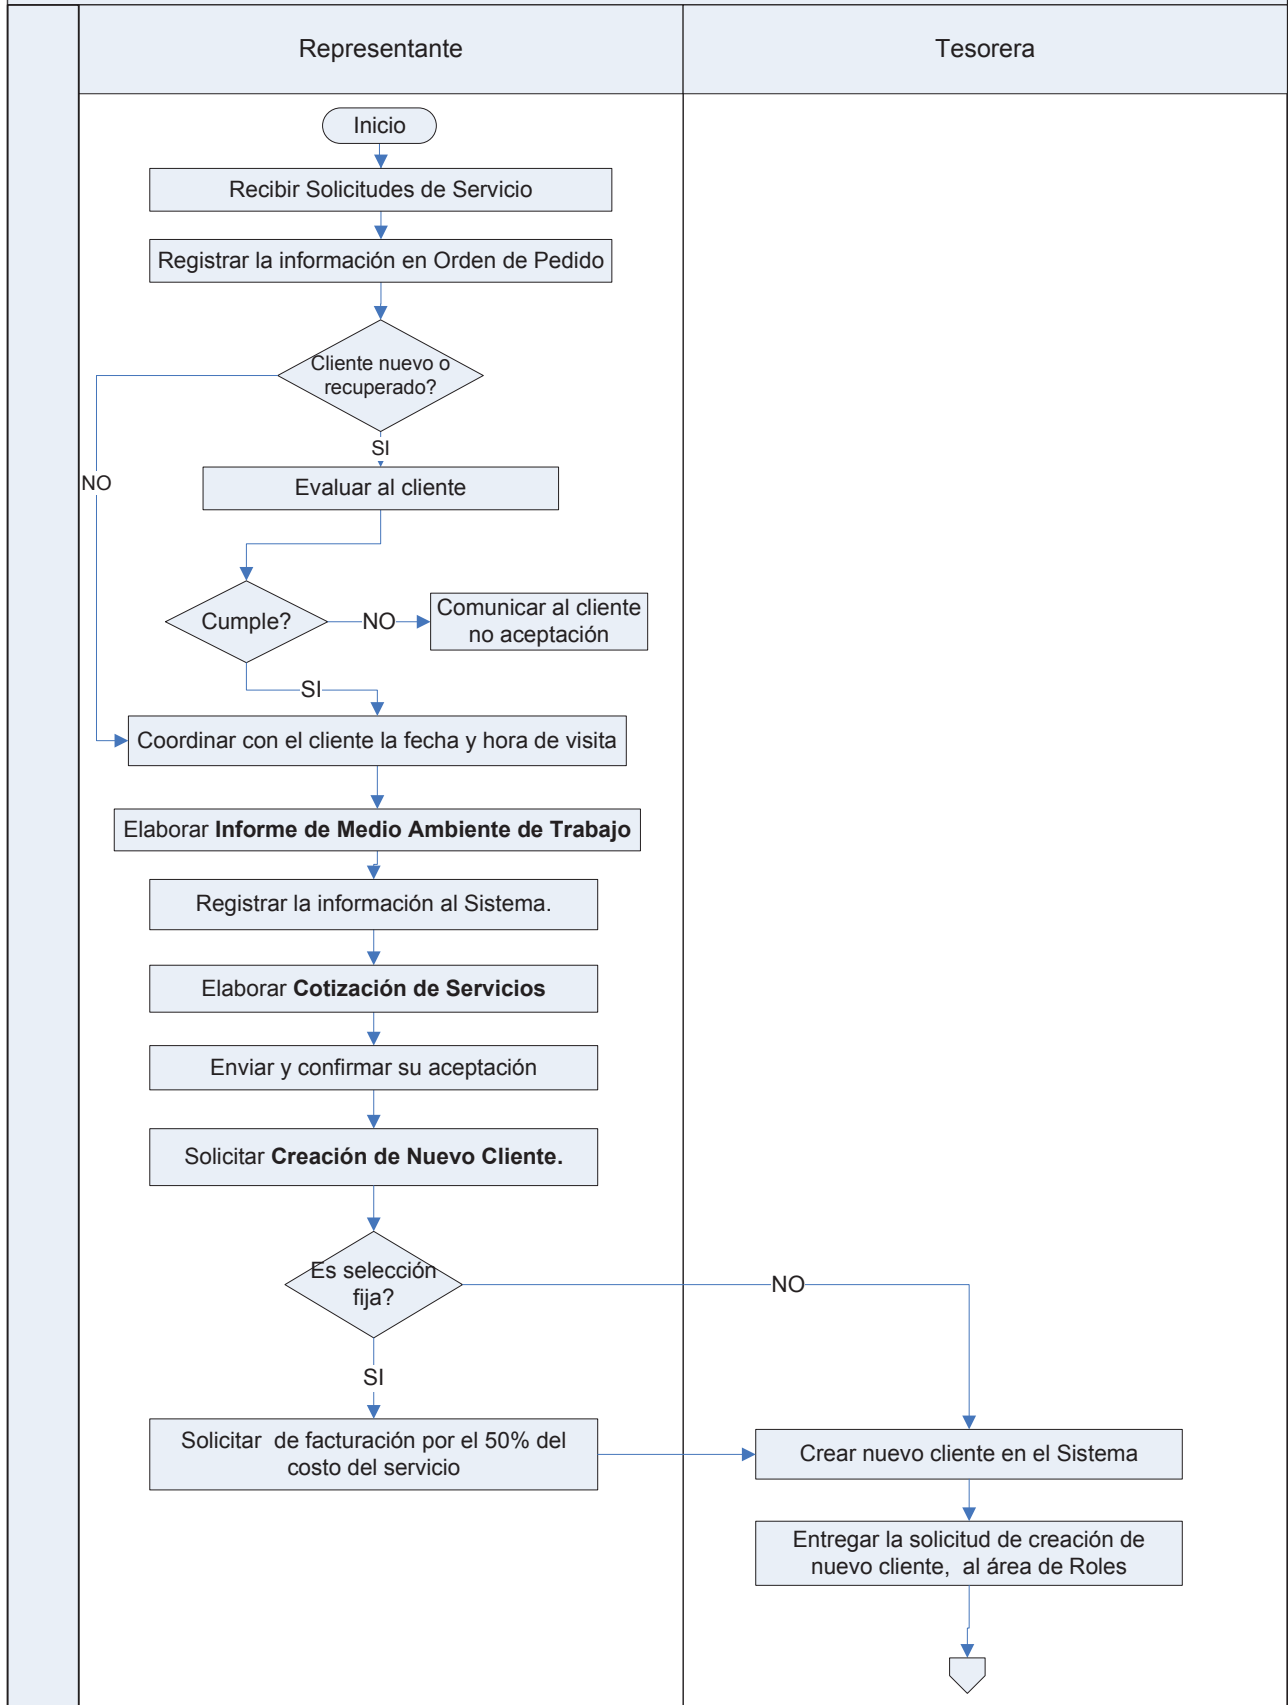 Representante
Tesorera
Inicio
Recibir Solicitudes de Servicio
Registrar la información en Orden de Pedido
Cliente nuevo o
recuperado?
SI
NO
Evaluar al cliente
Cumple?
NO
Comunicar al cliente
no aceptación
SI
Coordinar con el cliente la fecha y hora de visita
Elaborar Informe de Medio Ambiente de Trabajo
Registrar la información al Sistema.
Elaborar Cotización de Servicios
Enviar y confirmar su aceptación
Solicitar Creación de Nuevo Cliente.
Es selección
fija?
NO
SI
Solicitar de facturación por el 50% del
costo del servicio
Crear nuevo cliente en el Sistema
Entregar la solicitud de creación de
nuevo cliente, al área de Roles